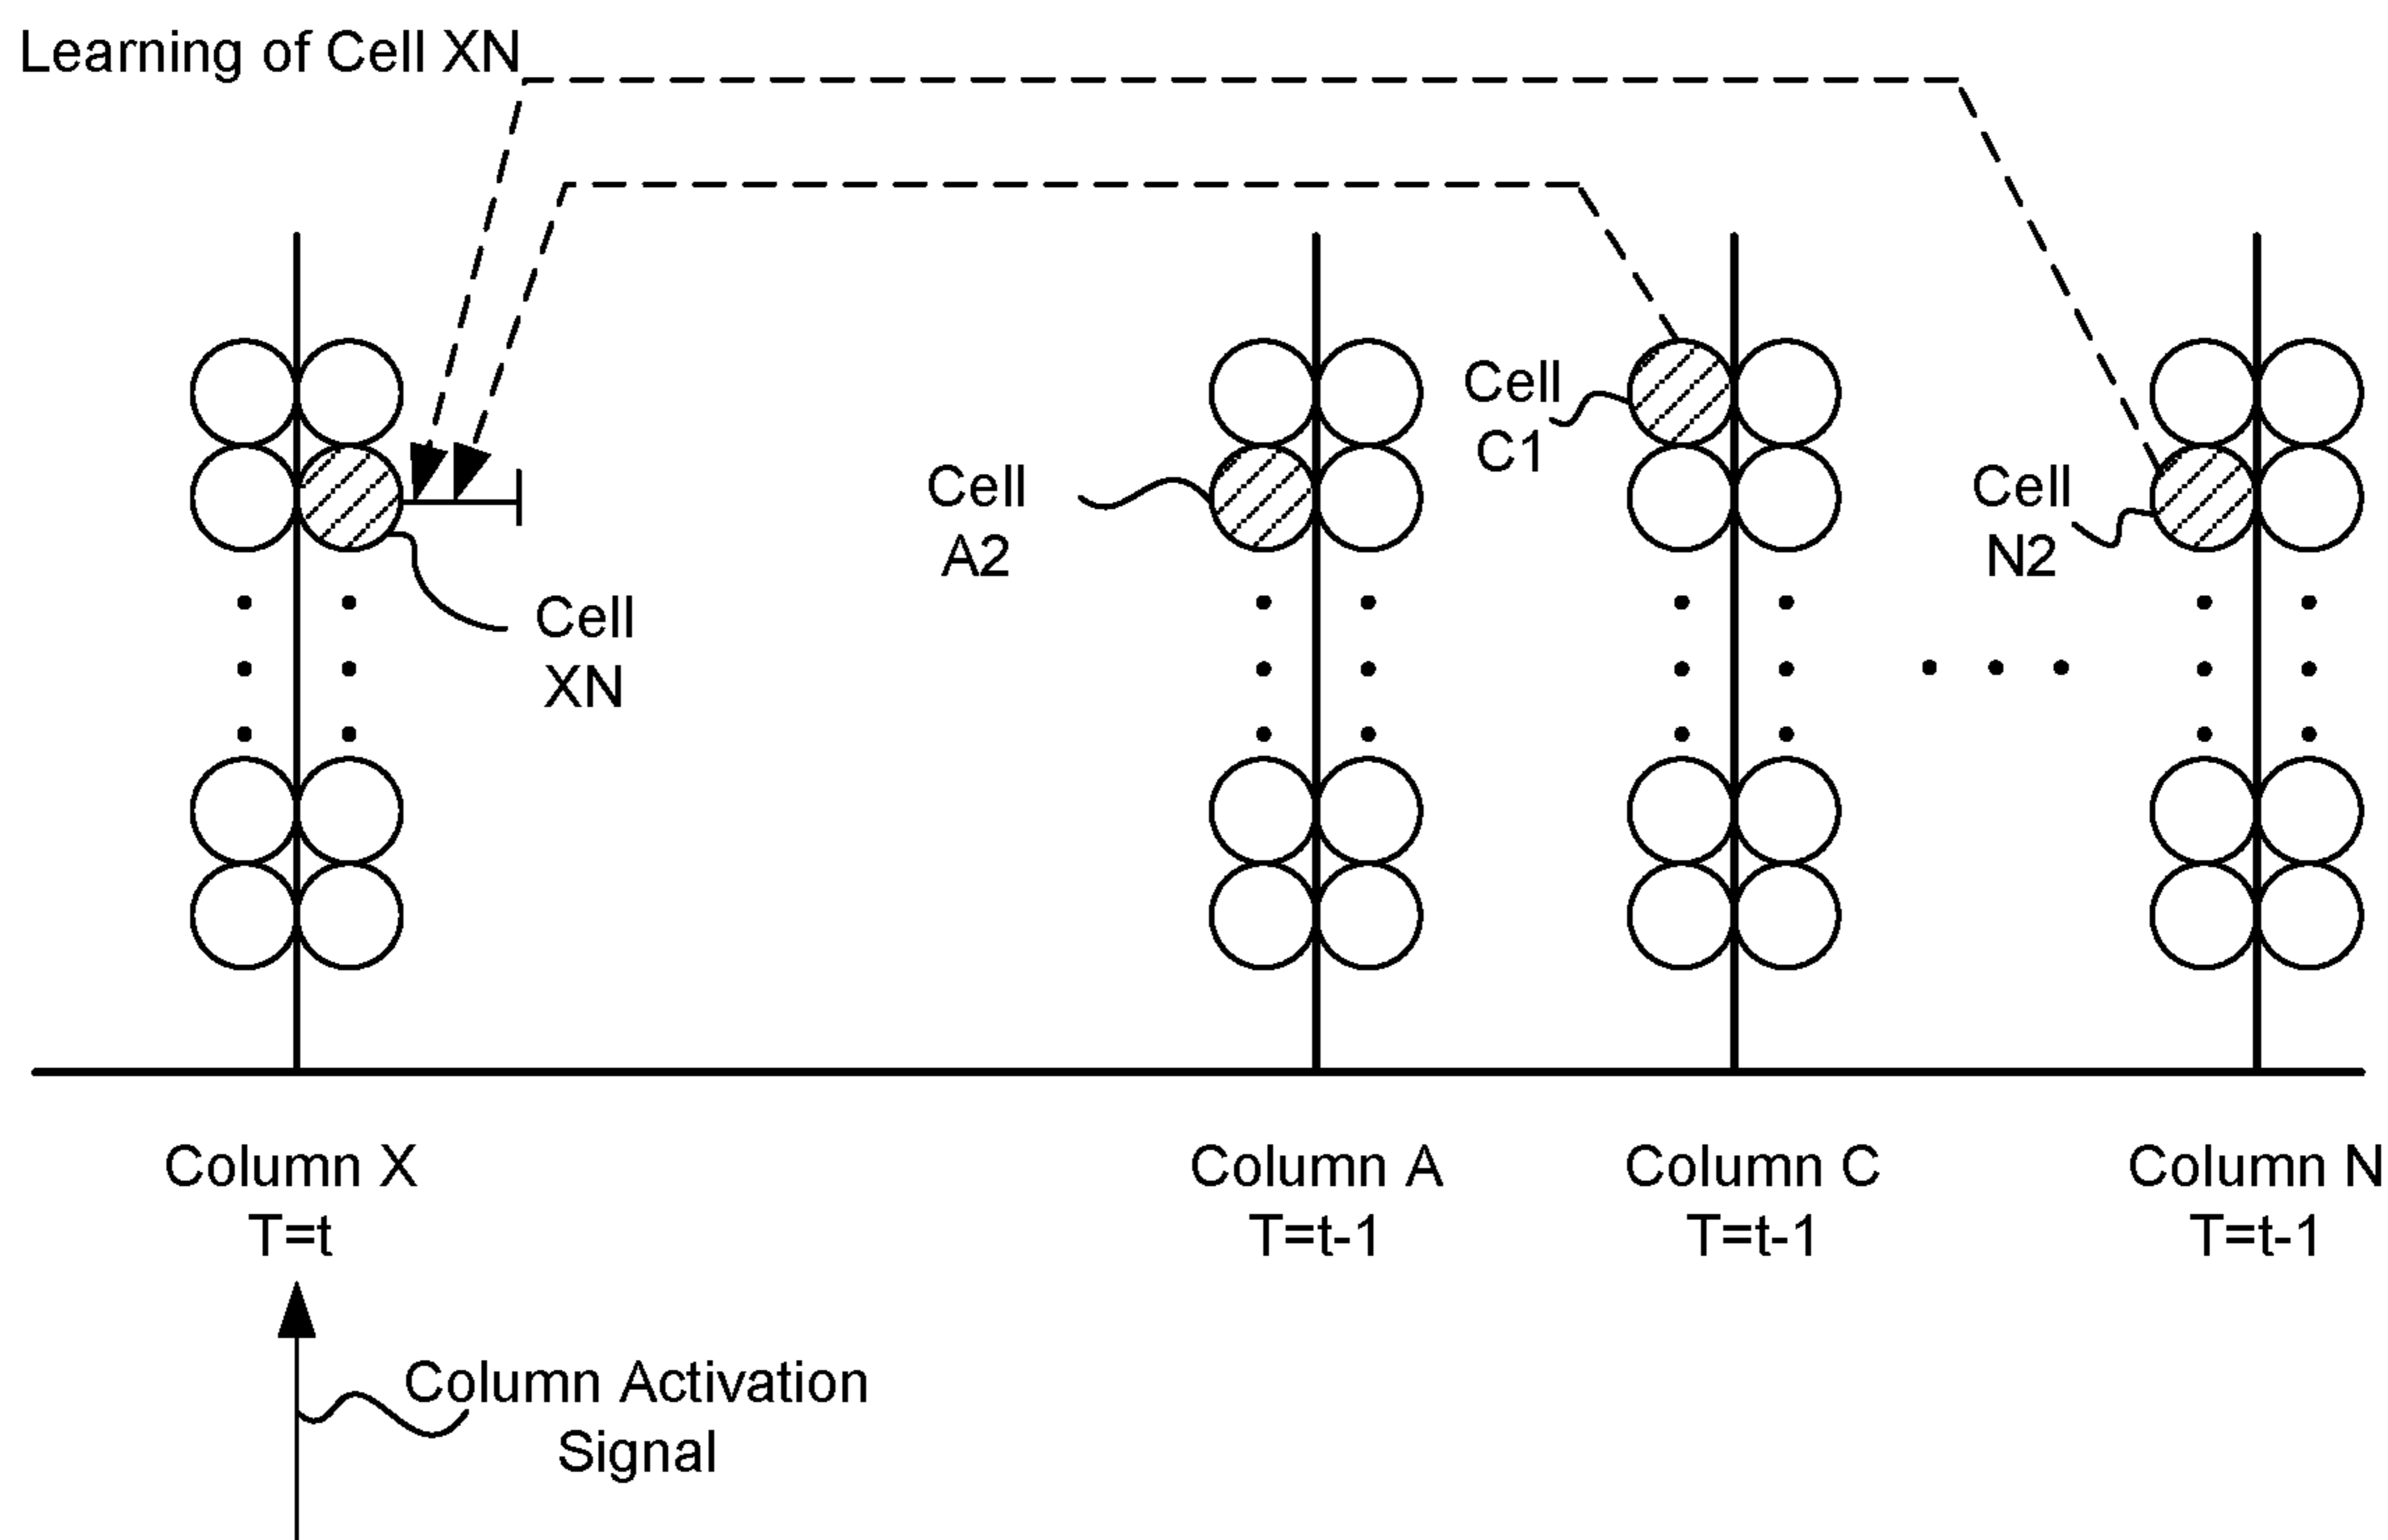 Learning of Cell XN
Cell
C1
Cell
A2
Cell
N2
Cell
XN
Column X
T=t
Column A
T=t-1
Column C
T=t-1
Column N
T=t-1
Column Activation
Signal